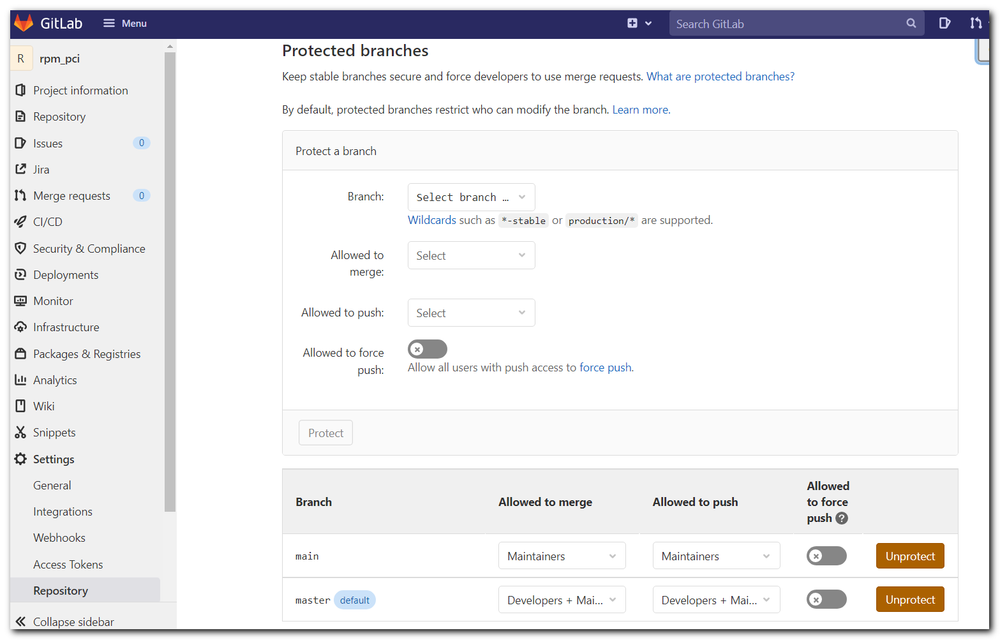 GitLab
Menu
Search GitLab
R
rpm_pci
Project information
Repository
Issues 0
Jira
Merge requests 0
CI/CD
Security & Compliance
Deployments
Monitor
Infrastructure
Packages & Registries
Analytics
Wiki
Snippets
Settings
General
Integrations
Webhooks
Access Tokens
Repository
Collapse sidebar
Protected branches
Keep stable branches secure and force developers to use merge requests. What are protected branches?
By default, protected branches restrict who can modify the branch. Learn more.
Protect a branch
Branch: Select branch …
Wildcards such as *-stable or production/* are supported.
Allowed to
merge:
Select
Allowed to push: Select
Allowed to force
push:
Allow all users with push access to force push.
Protect
Branch Allowed to merge Allowed to push Allowed
to force
push ?
main Maintainers Maintainers Unprotect
master default Developers + Mai... Developers + Mai... Unprotect